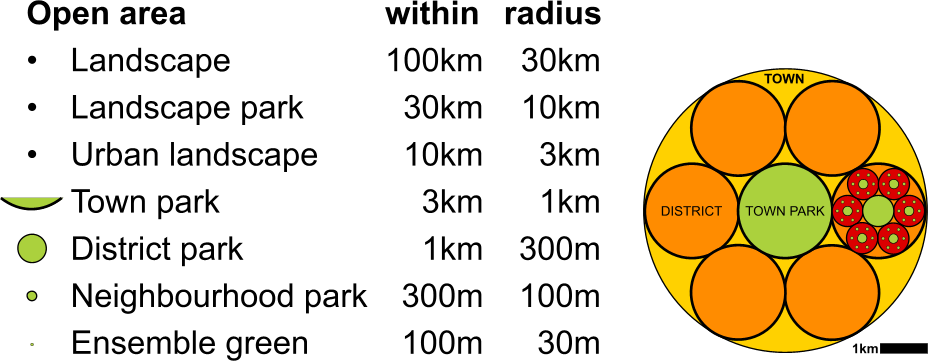 Open area within radius
• Landscape 100km 30km
• Landscape park 30km 10km
• Urban landscape 10km 3km
Town park 3km 1km
District park 1km 300m
Neighbourhood park 300m 100m
Ensemble green 100m 30m
TOWN
DISTRICT
TOWN PARK
1km